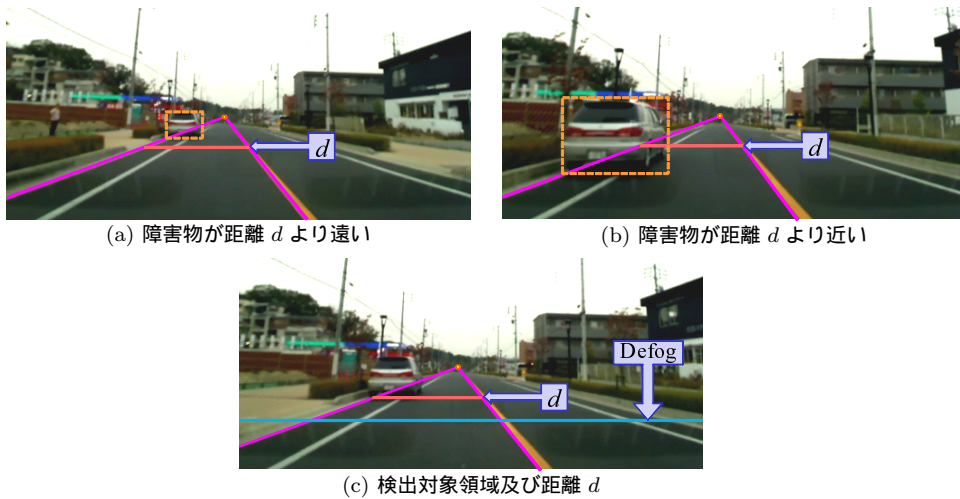 d
d
(a) 障害物が距離 d より遠い
(b) 障害物が距離 d より近い
Defog
d
(c) 検出対象領域及び距離 d